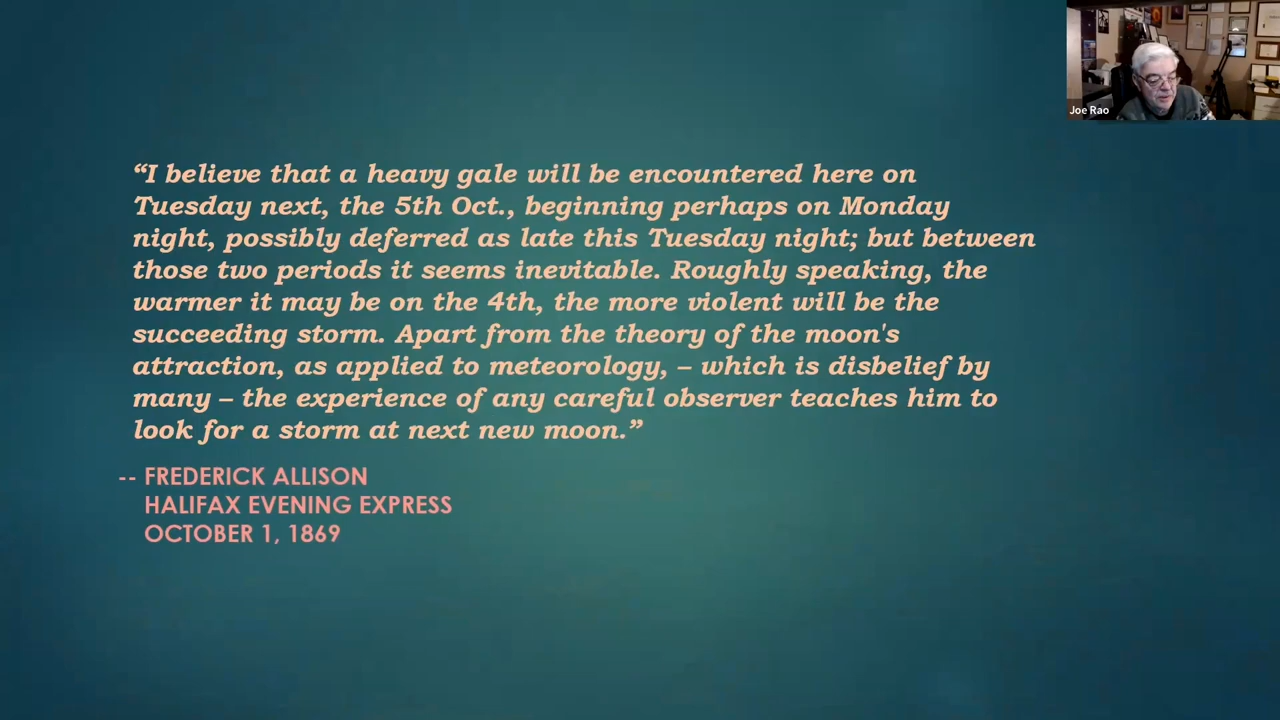 Joe Rao
“I believe that a heavy gale will be encountered here on
Tuesday next, the 5th Oct., beginning perhaps on Monday
night, possibly deferred as late this Tuesday night; but between
those two periods it seems inevitable. Roughly speaking, the
warmer it may be on the 4th, the more violent will be the
succeeding storm. Apart from the theory of the moon's
attraction, as applied to meteorology, – which is disbelief by
many – the experience of any careful observer teaches him to
look for a storm at next new moon.”
-- FREDERICK ALLISON
HALIFAX EVENING EXPRESS
OCTOBER 1, 1869